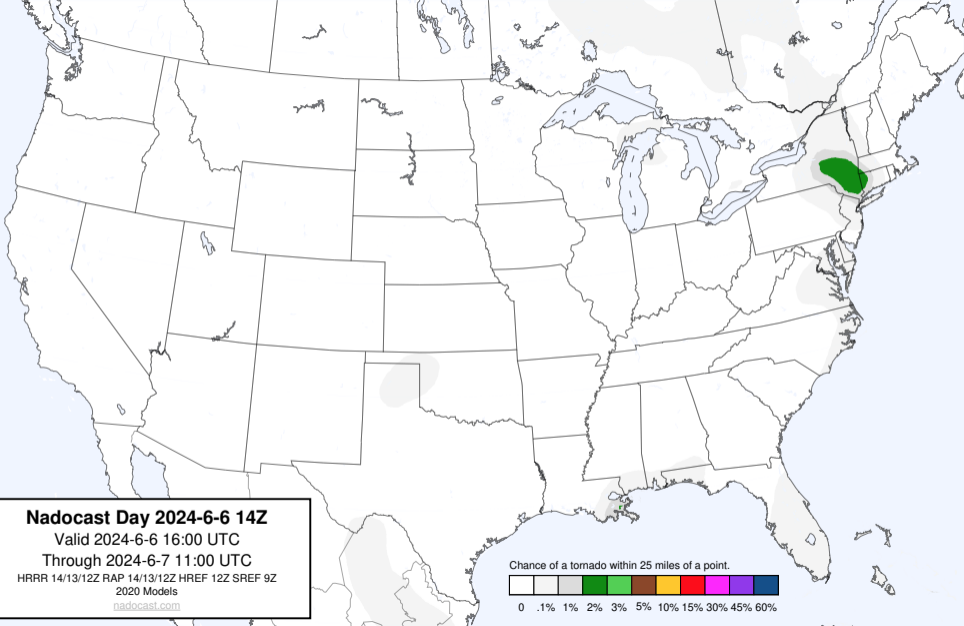 Nadocast Day 2024-6-6 14Z
Valid 2024-6-6 16:00 UTC
Through 2024-6-7 11:00 UTC
HRRR 14/13/12Z RAP 14/13/12Z HREF 12Z SREF 9Z
2020 Models
nadocast.com
Chance of a tornado within 25 miles of a point.
0 .1% 1% 2% 3% 5% 10% 15% 30% 45% 60%